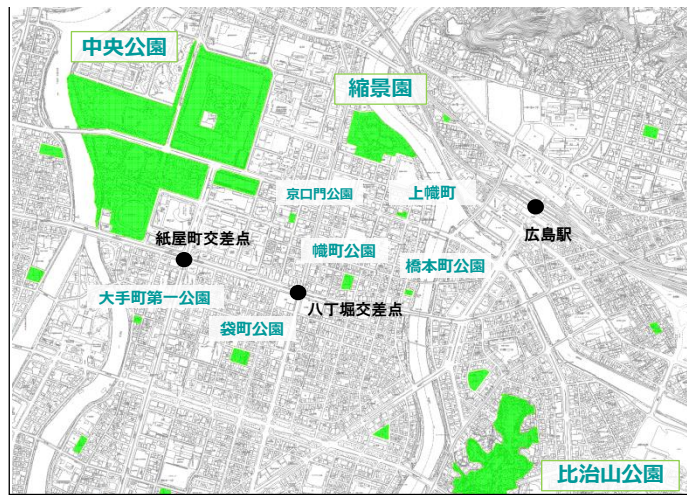 中央公園
縮景園
京口門公園
上幟町
広島駅
紙屋町交差点
幟町公園
橋本町公園
大手町第一公園
八丁堀交差点
袋町公園
比治山公園